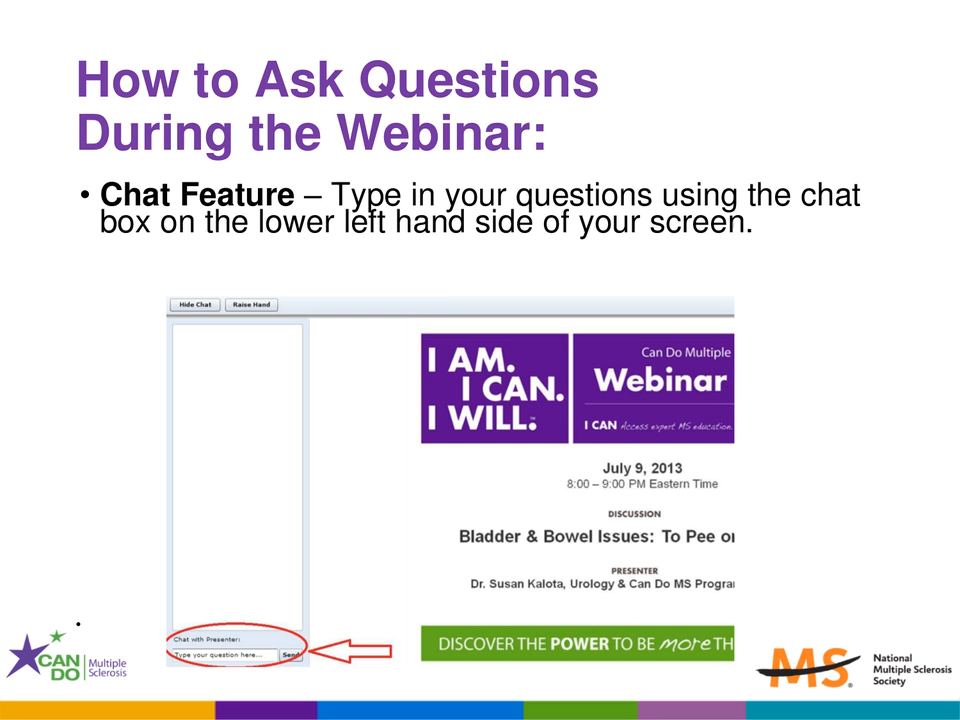 How to Ask Questions
During the Webinar:
• Chat Feature – Type in your questions using the chat
box on the lower left hand side of your screen.
Hide Chat Raise Hand
I AM.
I CAN.
I WILL.
Can Do Multiple
Webinar
I CAN Access expert MS education.
July 9, 2013
8:00 – 9:00 PM Eastern Time
DISCUSSION
Bladder & Bowel Issues: To Pee or
PRESENTER
Dr. Susan Kalota, Urology & Can Do MS Progra
•
Chat with Presenter:
Type your question here... Send
DISCOVER THE POWER TO BE more TH
CAN
DO
Multiple
Sclerosis
MS
National
Multiple Sclerosis
Society